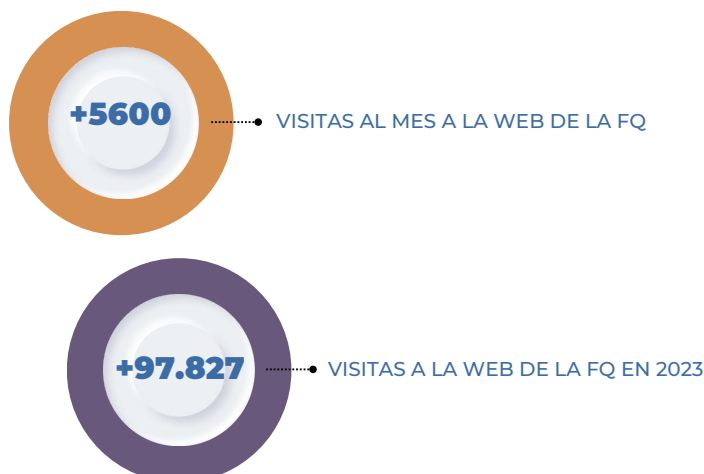 +5600
VISITAS AL MES A LA WEB DE LA FQ
+97.827
VISITAS A LA WEB DE LA FQ EN 2023